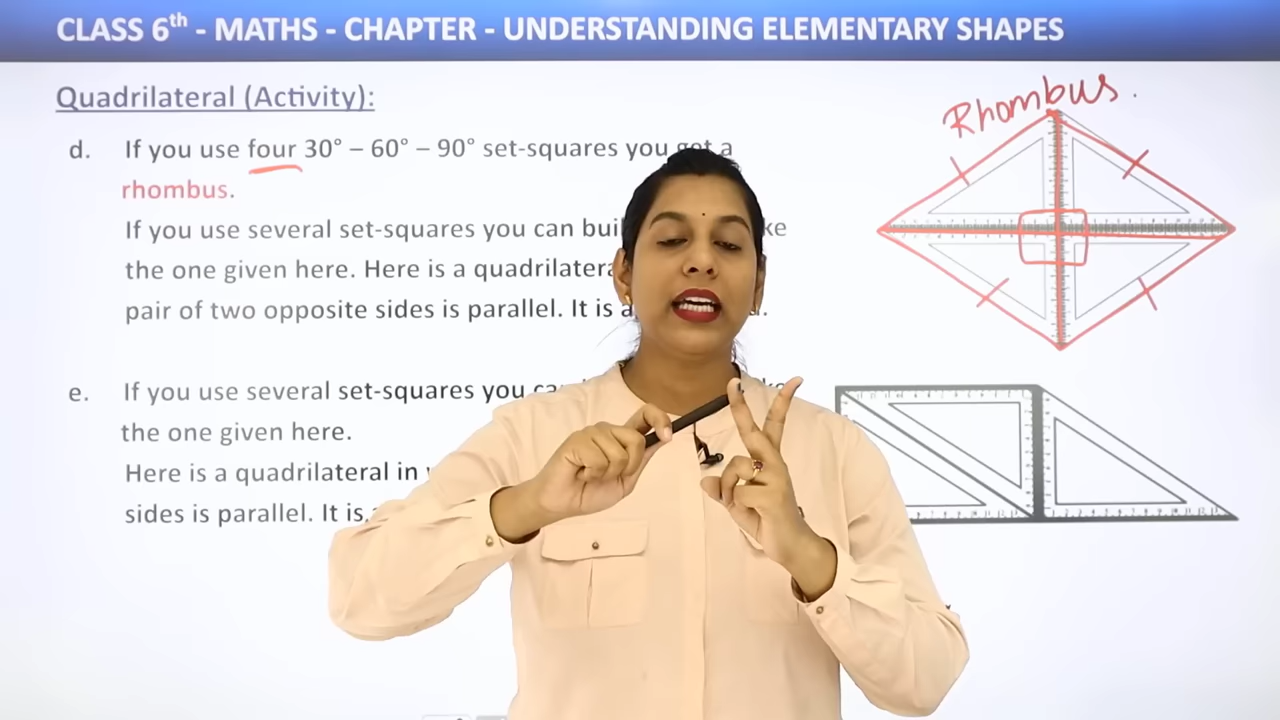 CLASS 6th - MATHS - CHAPTER - UNDERSTANDING ELEMENTARY SHAPES
Quadrilateral (Activity):
Rhombus.
d. If you use four 30° – 60° – 90° set-squares you get a
rhombus.
If you use several set-squares you can
the one given here. Here is a
pair of two opposite sides is parallel. It is
e. If you use several set-squares you
the one given here.
Here is a quadrilateral in
sides is parallel. It is